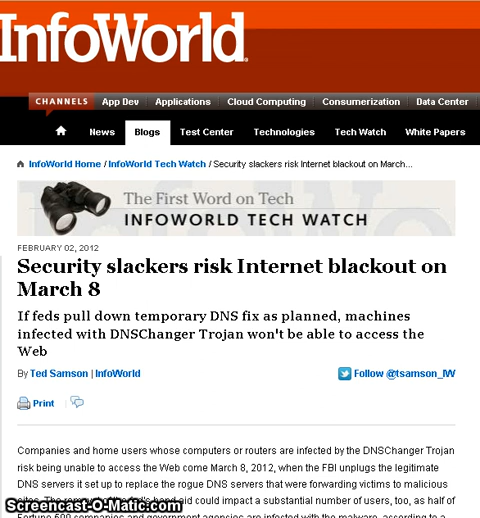 InfoWorld
CHANNELS App Dev Applications Cloud Computing Consumerization Data Center
News Blogs Test Center Technologies Tech Watch White Papers
InfoWorld Home / InfoWorld Tech Watch / Security slackers risk Internet blackout on March...
The First Word on Tech
INFOWORLD TECH WATCH
FEBRUARY 02, 2012
Security slackers risk Internet blackout on
March 8
If feds pull down temporary DNS fix as planned, machines
infected with DNSChanger Trojan won't be able to access the
Web
By Ted Samson | InfoWorld
Follow @tsamson_IW
Print
Companies and home users whose computers or routers are infected by the DNSChanger Trojan
risk being unable to access the Web come March 8, 2012, when the FBI unplugs the legitimate
DNS servers it set up to replace the rogue DNS servers that were forwarding victims to malicious
could impact a substantial number of users, too, as half of
Screencast-O-Matic.com
companies and government agencies are infected with the malware, according to a